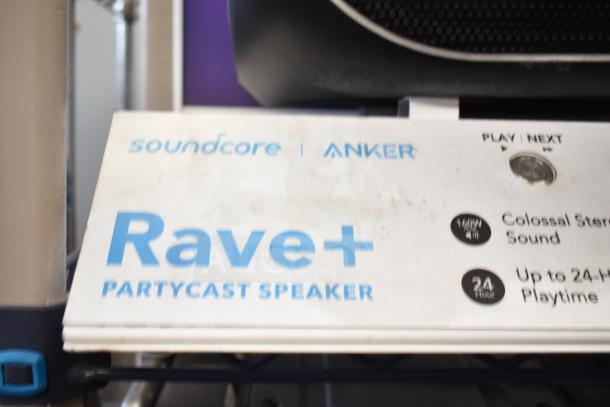 soundcore | ANKER
PLAY | NEXT
Rave+
PARTYCAST SPEAKER
160W
Colossal Ster
Sound
24
Hour
Up to 24-H
Playtime